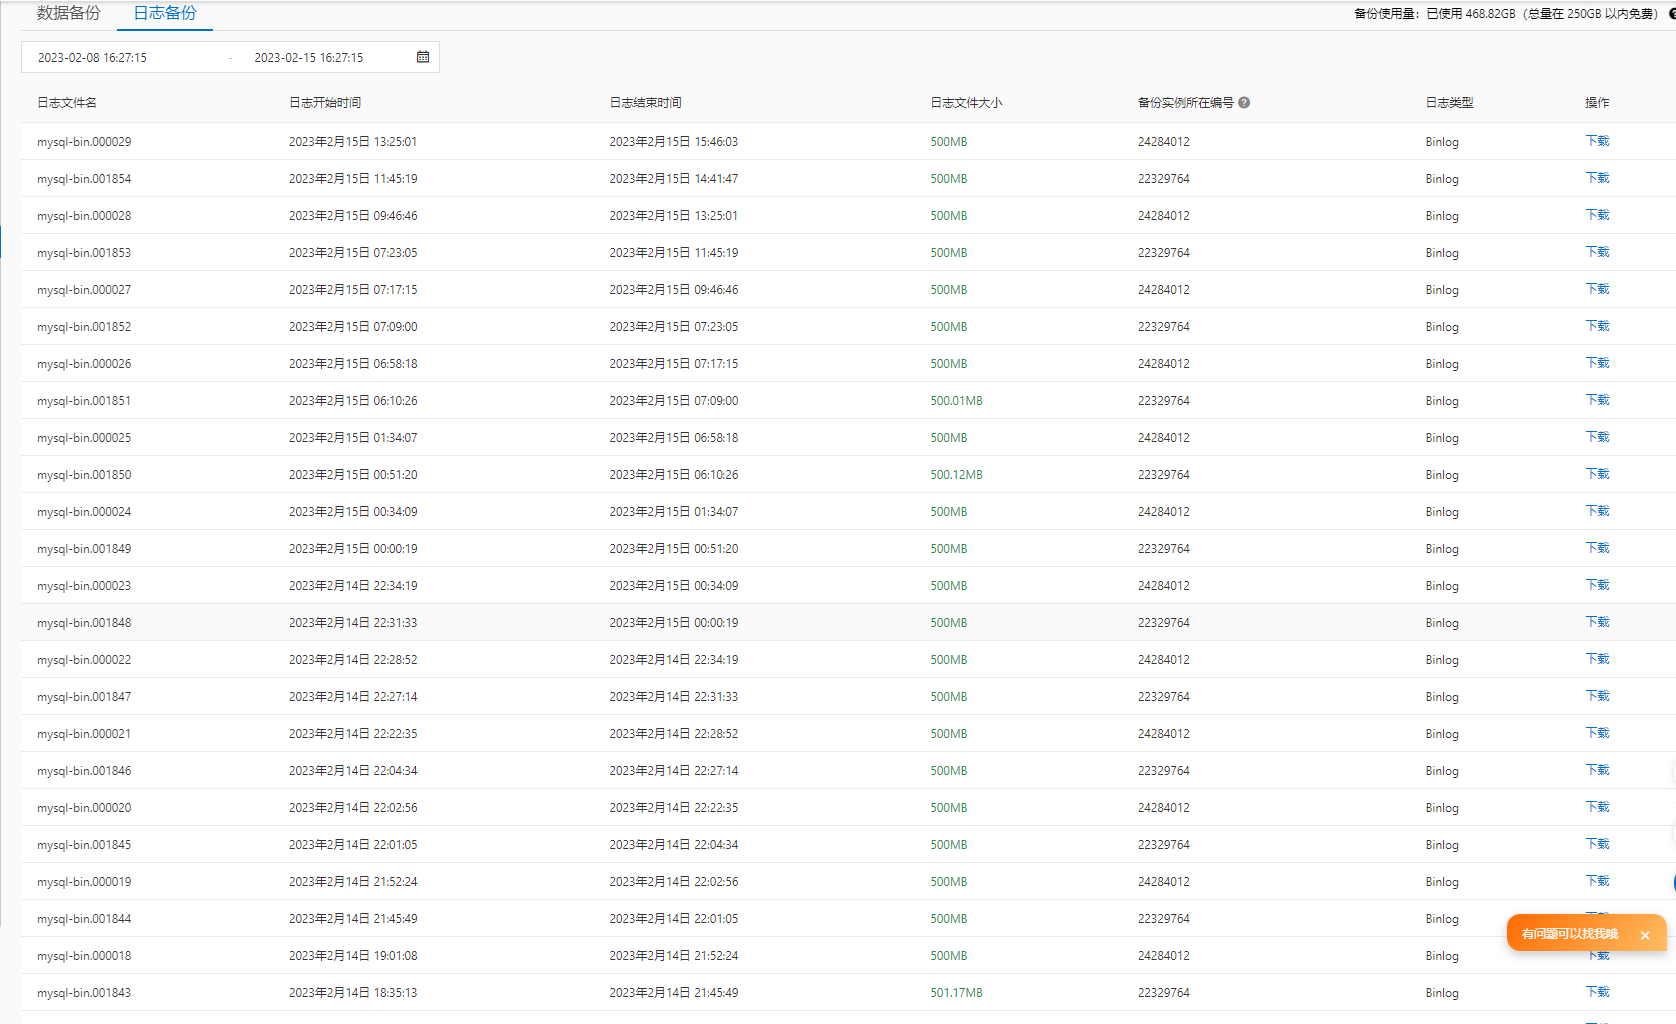 数据备份 日志备份 备份使用量：已使用 468.82GB（总量在 250GB 以内免费）
2023-02-08 16:27:15 - 2023-02-15 16:27:15
日志文件名 日志开始时间 日志结束时间 日志文件大小 备份实例所在编号 日志类型 操作
mysql-bin.000029 2023年2月15日 13:25:01 2023年2月15日 15:46:03 500MB 24284012 Binlog 下载
mysql-bin.001854 2023年2月15日 11:45:19 2023年2月15日 14:41:47 500MB 22329764 Binlog 下载
mysql-bin.000028 2023年2月15日 09:46:46 2023年2月15日 13:25:01 500MB 24284012 Binlog 下载
mysql-bin.001853 2023年2月15日 07:23:05 2023年2月15日 11:45:19 500MB 22329764 Binlog 下载
mysql-bin.000027 2023年2月15日 07:17:15 2023年2月15日 09:46:46 500MB 24284012 Binlog 下载
mysql-bin.001852 2023年2月15日 07:09:00 2023年2月15日 07:23:05 500MB 22329764 Binlog 下载
mysql-bin.000026 2023年2月15日 06:58:18 2023年2月15日 07:17:15 500MB 24284012 Binlog 下载
mysql-bin.001851 2023年2月15日 06:10:26 2023年2月15日 07:09:00 500.01MB 22329764 Binlog 下载
mysql-bin.000025 2023年2月15日 01:34:07 2023年2月15日 06:58:18 500MB 24284012 Binlog 下载
mysql-bin.001850 2023年2月15日 00:51:20 2023年2月15日 06:10:26 500.12MB 22329764 Binlog 下载
mysql-bin.000024 2023年2月15日 00:34:09 2023年2月15日 01:34:07 500MB 24284012 Binlog 下载
mysql-bin.001849 2023年2月15日 00:00:19 2023年2月15日 00:51:20 500MB 22329764 Binlog 下载
mysql-bin.000023 2023年2月14日 22:34:19 2023年2月15日 00:34:09 500MB 24284012 Binlog 下载
mysql-bin.001848 2023年2月14日 22:31:33 2023年2月15日 00:00:19 500MB 22329764 Binlog 下载
mysql-bin.000022 2023年2月14日 22:28:52 2023年2月14日 22:34:19 500MB 24284012 Binlog 下载
mysql-bin.001847 2023年2月14日 22:27:14 2023年2月14日 22:31:33 500MB 22329764 Binlog 下载
mysql-bin.000021 2023年2月14日 22:22:35 2023年2月14日 22:28:52 500MB 24284012 Binlog 下载
mysql-bin.001846 2023年2月14日 22:04:34 2023年2月14日 22:27:14 500MB 22329764 Binlog 下载
mysql-bin.000020 2023年2月14日 22:02:56 2023年2月14日 22:22:35 500MB 24284012 Binlog 下载
mysql-bin.001845 2023年2月14日 22:01:05 2023年2月14日 22:04:34 500MB 22329764 Binlog 下载
mysql-bin.000019 2023年2月14日 21:52:24 2023年2月14日 22:02:56 500MB 24284012 Binlog 下载
mysql-bin.001844 2023年2月14日 21:45:49 2023年2月14日 22:01:05 500MB 22329764 Binlog
有问题可以找我哦
mysql-bin.000018 2023年2月14日 19:01:08 2023年2月14日 21:52:24 500MB 24284012 Binlog 下载
mysql-bin.001843 2023年2月14日 18:35:13 2023年2月14日 21:45:49 501.17MB 22329764 Binlog 下载